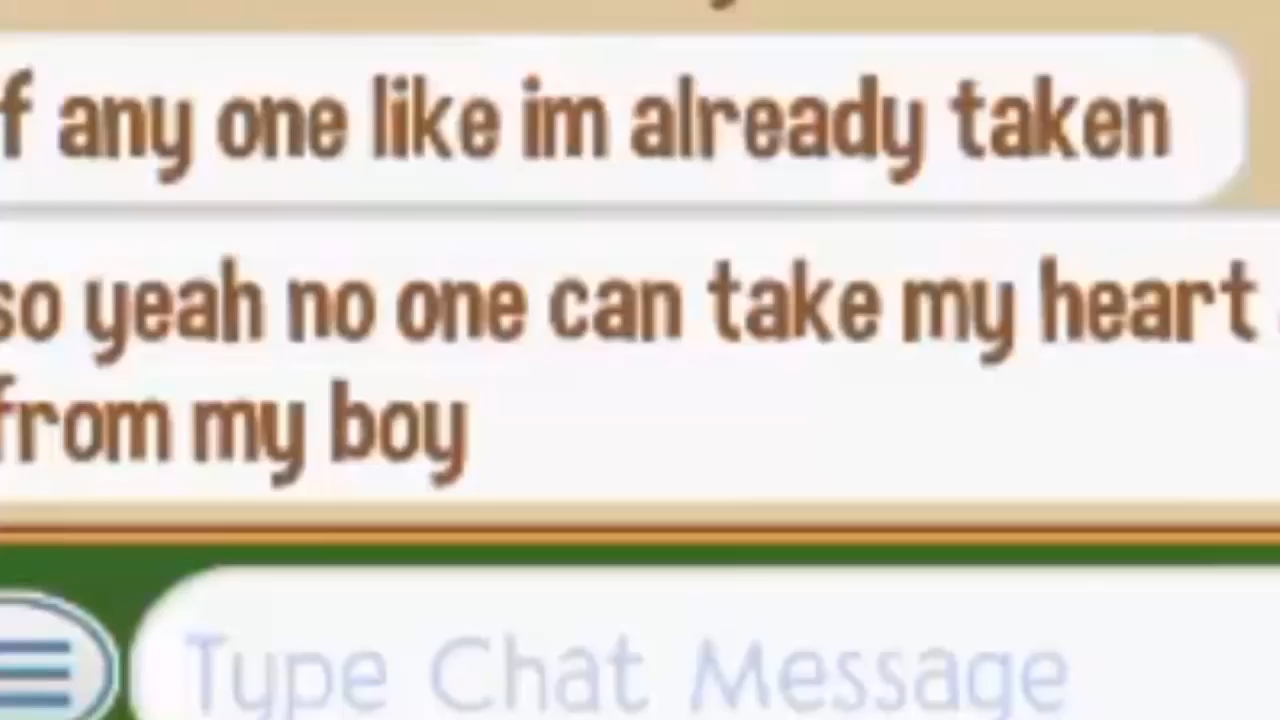 f any one like im already taken
so yeah no one can take my heart
from my boy
Type Chat Message